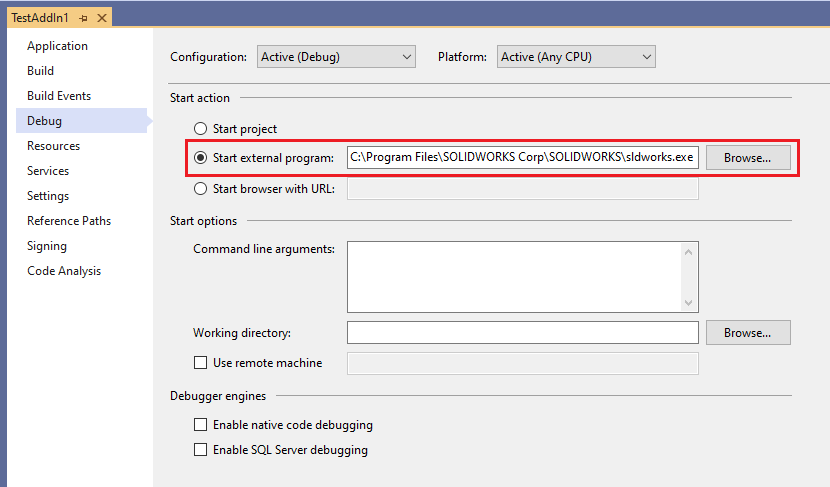 TestAddIn1
Application
Build
Build Events
Debug
Resources
Services
Settings
Reference Paths
Signing
Code Analysis
Configuration: Active (Debug) Platform: Active (Any CPU)
Start action
Start project
Start external program: C:\Program Files\SOLIDWORKS Corp\SOLIDWORKS\sldworks.exe Browse...
Start browser with URL:
Start options
Command line arguments:
Working directory: Browse...
Use remote machine
Debugger engines
Enable native code debugging
Enable SQL Server debugging